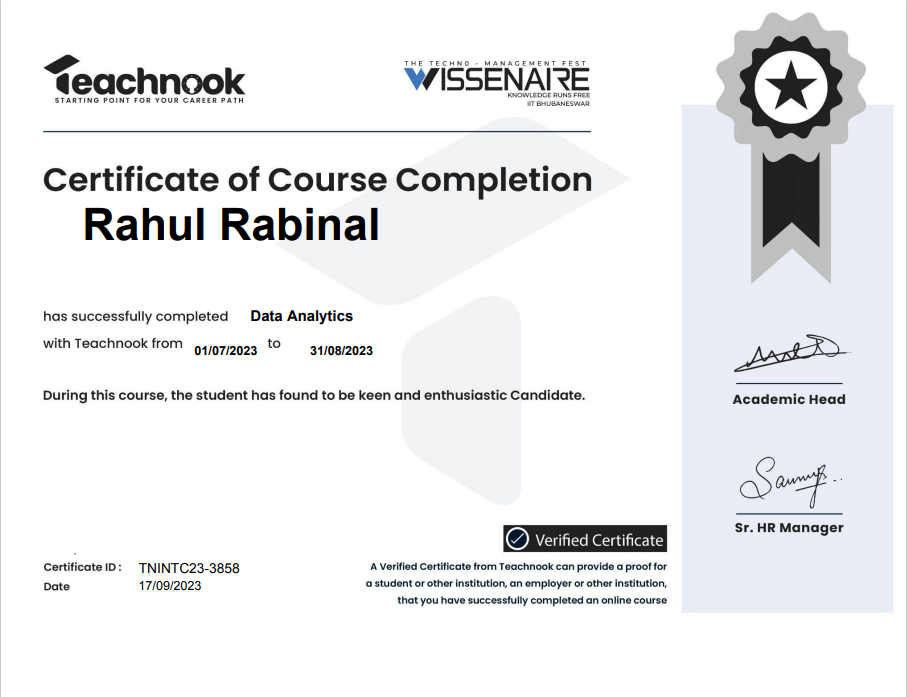 Teachnook
STARTING POINT FOR YOUR CAREER PATH
THE TECHNO - MANAGEMENT FEST
WISSENAIRE
KNOWLEDGE RUNS FREE
IIT BHUBANESWAR
Certificate of Course Completion
Rahul Rabinal
has successfully completed Data Analytics
with Teachnook from 01/07/2023 to 31/08/2023
During this course, the student has found to be keen and enthusiastic Candidate.
Academic Head
Sr. HR Manager
Verified Certificate
Certificate ID : TNINTC23-3858
Date 17/09/2023
A Verified Certificate from Teachnook can provide a proof for
a student or other institution, an employer or other institution,
that you have successfully completed an online course